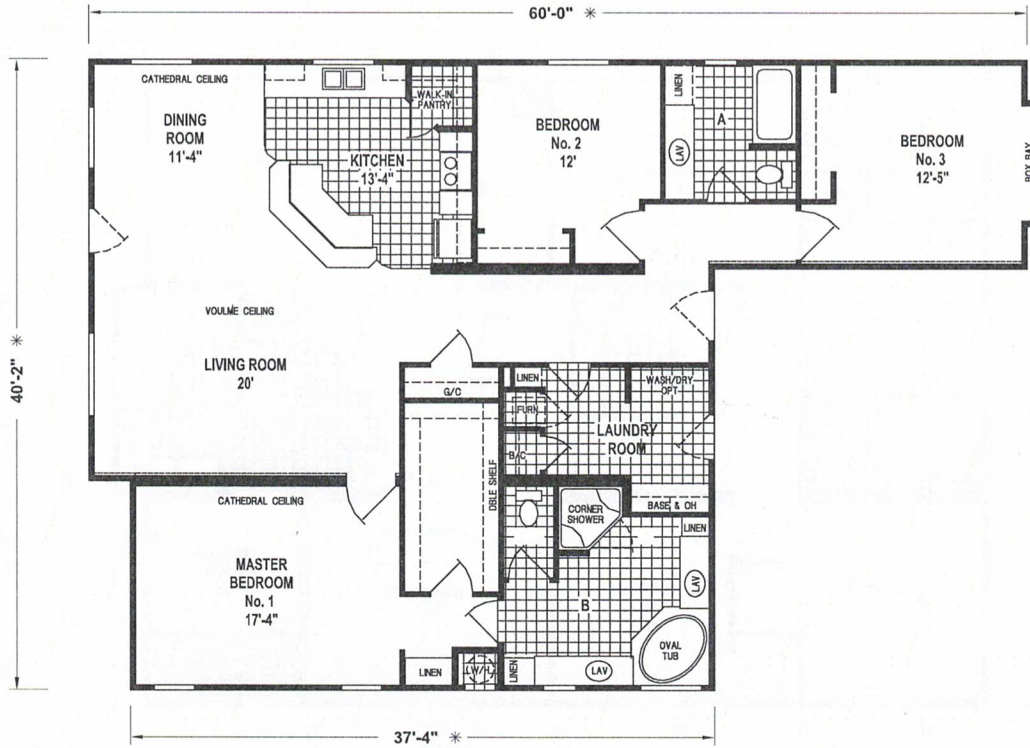 60'-0" *
CATHEDRAL CEILING
DINING
ROOM
11'-4"
KITCHEN
13'-4"
WALK-IN
PANTRY
BEDROOM
No. 2
12'
LINEN
LAV
A
BEDROOM
No. 3
12'-5"
BOX BAY
40'-2" *
VOULME CEILING
LIVING ROOM
20'
G/C
LINEN
FURN
B/C
WASH/DRY
OPT
LAUNDRY
ROOM
BASE & OH
DBLE SHELF
CATHEDRAL CEILING
MASTER
BEDROOM
No. 1
17'-4"
CORNER
SHOWER
LINEN
LAV
B
OVAL
TUB
LINEN
W/H
LINEN
LAV
37'-4" *